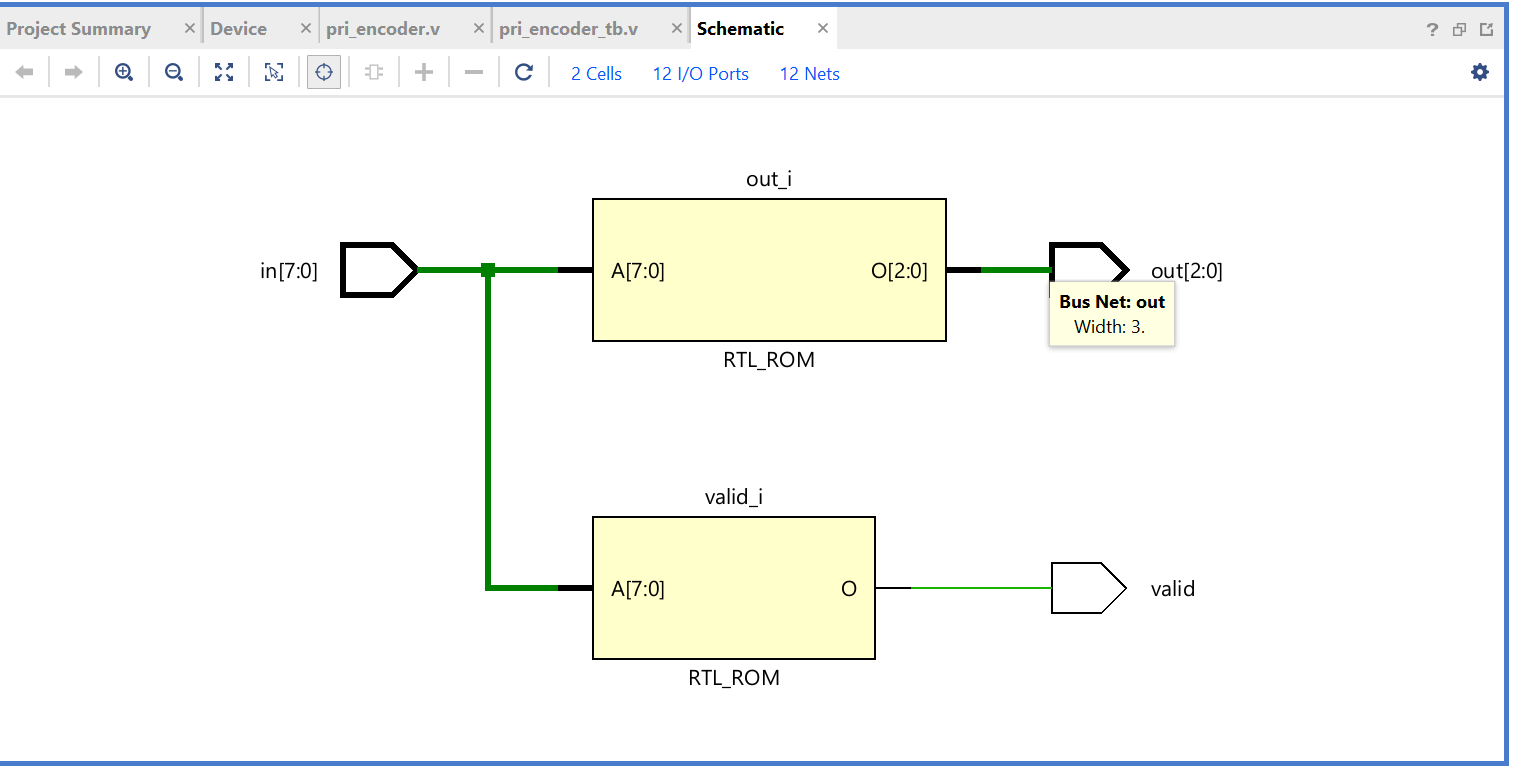 Project Summary × Device × pri_encoder.v × pri_encoder_tb.v × Schematic × ?
2 Cells 12 I/O Ports 12 Nets
out_i
in[7:0] A[7:0] O[2:0] out[2:0]
Bus Net: out
Width: 3.
RTL_ROM
valid_i
A[7:0] O valid
RTL_ROM